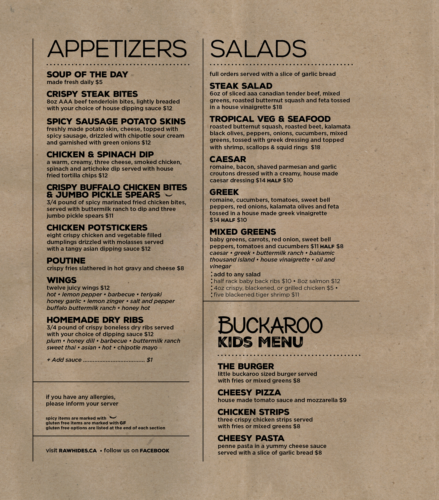 APPETIZERS
SOUP OF THE DAY
made fresh daily $5
CRISPY STEAK BITES
6oz AAA beef tenderloin bites, lightly breaded
with your choice of house dipping sauce $12
SPICY SAUSAGE POTATO SKINS
freshly made potato skin, cheese, topped with
spicy sausage, drizzled with chipotle sour cream
and garnished with green onions $12
CHICKEN & SPINACH DIP
a warm, creamy, three cheese, smoked chicken,
spinach and artichoke dip served with house
fried tortilla chips $12
CRISPY BUFFALO CHICKEN BITES
& JUMBO PICKLE SPEARS
3/4 pound of spicy marinated fried chicken bites,
served with buttermilk ranch to dip and three
jumbo pickle spears $11
CHICKEN POTSTICKERS
eight crispy chicken and vegetable filled
dumplings drizzled with molasses served
with a tangy asian dipping sauce $12
POUTINE
crispy fries slathered in hot gravy and cheese $8
WINGS
twelve juicy wings $12
hot • lemon pepper • barbecue • teriyaki
honey garlic • lemon zinger • salt and pepper
buffalo buttermilk ranch • honey hot
HOMEMADE DRY RIBS
3/4 pound of crispy boneless dry ribs served
with your choice of dipping sauce $12
plum • honey dill • barbecue • buttermilk ranch
sweet thai • asian • hot • chipotle mayo
+ Add sauce $1
If you have any allergies,
please inform your server
spicy items are marked with
gluten free items are marked with GF
gluten free options are listed at the end of each section
visit RAWHIDES.CA • follow us on FACEBOOK
SALADS
full orders served with a slice of garlic bread
STEAK SALAD
6oz of sliced aaa canadian tender beef, mixed
greens, roasted butternut squash and feta tossed
in a house vinaigrette $18
TROPICAL VEG & SEAFOOD
roasted butternut squash, roasted beet, kalamata
black olives, peppers, onions, cucumbers, mixed
greens, tossed with greek dressing and topped
with shrimp, scallops & squid rings $18
CAESAR
romaine, bacon, shaved parmesan and garlic
croutons dressed with a creamy, house made
caesar dressing $14 HALF $10
GREEK
romaine, cucumbers, tomatoes, sweet bell
peppers, red onions, kalamata olives and feta
tossed in a house made greek vinaigrette
$14 HALF $10
MIXED GREENS
baby greens, carrots, red onion, sweet bell
peppers, tomatoes and cucumbers $11 HALF $8
caesar • greek • buttermilk ranch • balsamic
thousand island • house vinaigrette • oil and
vinegar
add to any salad
half rack baby back ribs $10 • 8oz salmon $12
4oz crispy, blackened, or grilled chicken $5 •
five blackened tiger shrimp $11
BUCKAROO
KIDS MENU
THE BURGER
little buckaroo sized burger served
with fries or mixed greens $8
CHEESY PIZZA
house made tomato sauce and mozzarella $9
CHICKEN STRIPS
three crispy chicken strips served
with fries or mixed greens $8
CHEESY PASTA
penne pasta in a yummy cheese sauce
served with a slice of garlic bread $8